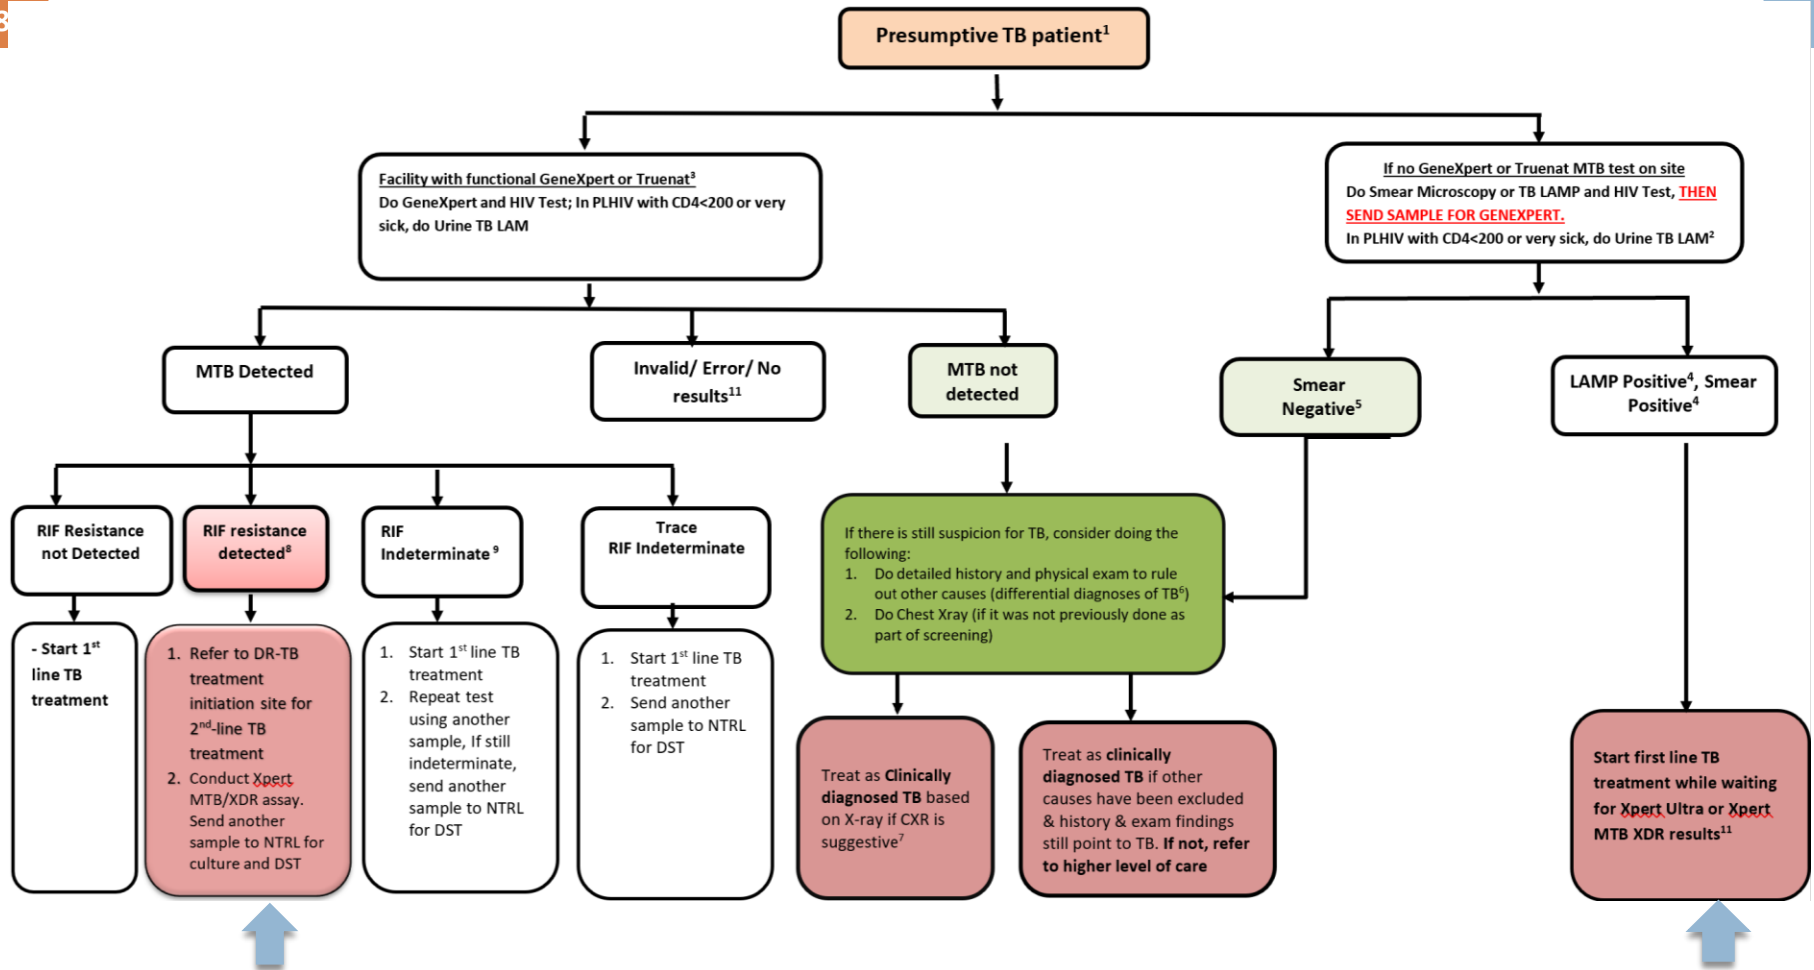 8
Presumptive TB patient¹
Facility with functional GeneXpert or Truenat³
Do GeneXpert and HIV Test; In PLHIV with CD4<200 or very
sick, do Urine TB LAM
If no GeneXpert or Truenat MTB test on site
Do Smear Microscopy or TB LAMP and HIV Test, THEN
SEND SAMPLE FOR GENEXPERT.
In PLHIV with CD4<200 or very sick, do Urine TB LAM²
MTB Detected
Invalid/ Error/ No
results¹¹
MTB not
detected
Smear
Negative⁵
LAMP Positive⁴, Smear
Positive⁴
RIF Resistance
not Detected
RIF resistance
detected⁸
RIF
Indeterminate ⁹
Trace
RIF Indeterminate
If there is still suspicion for TB, consider doing the
following:
1. Do detailed history and physical exam to rule
out other causes (differential diagnoses of TB⁶)
2. Do Chest Xray (if it was not previously done as
part of screening)
- Start 1st
line TB
treatment
1. Refer to DR-TB
treatment
initiation site for
2nd-line TB
treatment
2. Conduct Xpert
MTB/XDR assay.
Send another
sample to NTRL for
culture and DST
1. Start 1st line TB
treatment
2. Repeat test
using another
sample, If still
indeterminate,
send another
sample to NTRL
for DST
1. Start 1st line TB
treatment
2. Send another
sample to NTRL
for DST
Treat as Clinically
diagnosed TB based
on X-ray if CXR is
suggestive⁷
Treat as clinically
diagnosed TB if other
causes have been excluded
& history & exam findings
still point to TB. If not, refer
to higher level of care
Start first line TB
treatment while waiting
for Xpert Ultra or Xpert
MTB XDR results¹¹